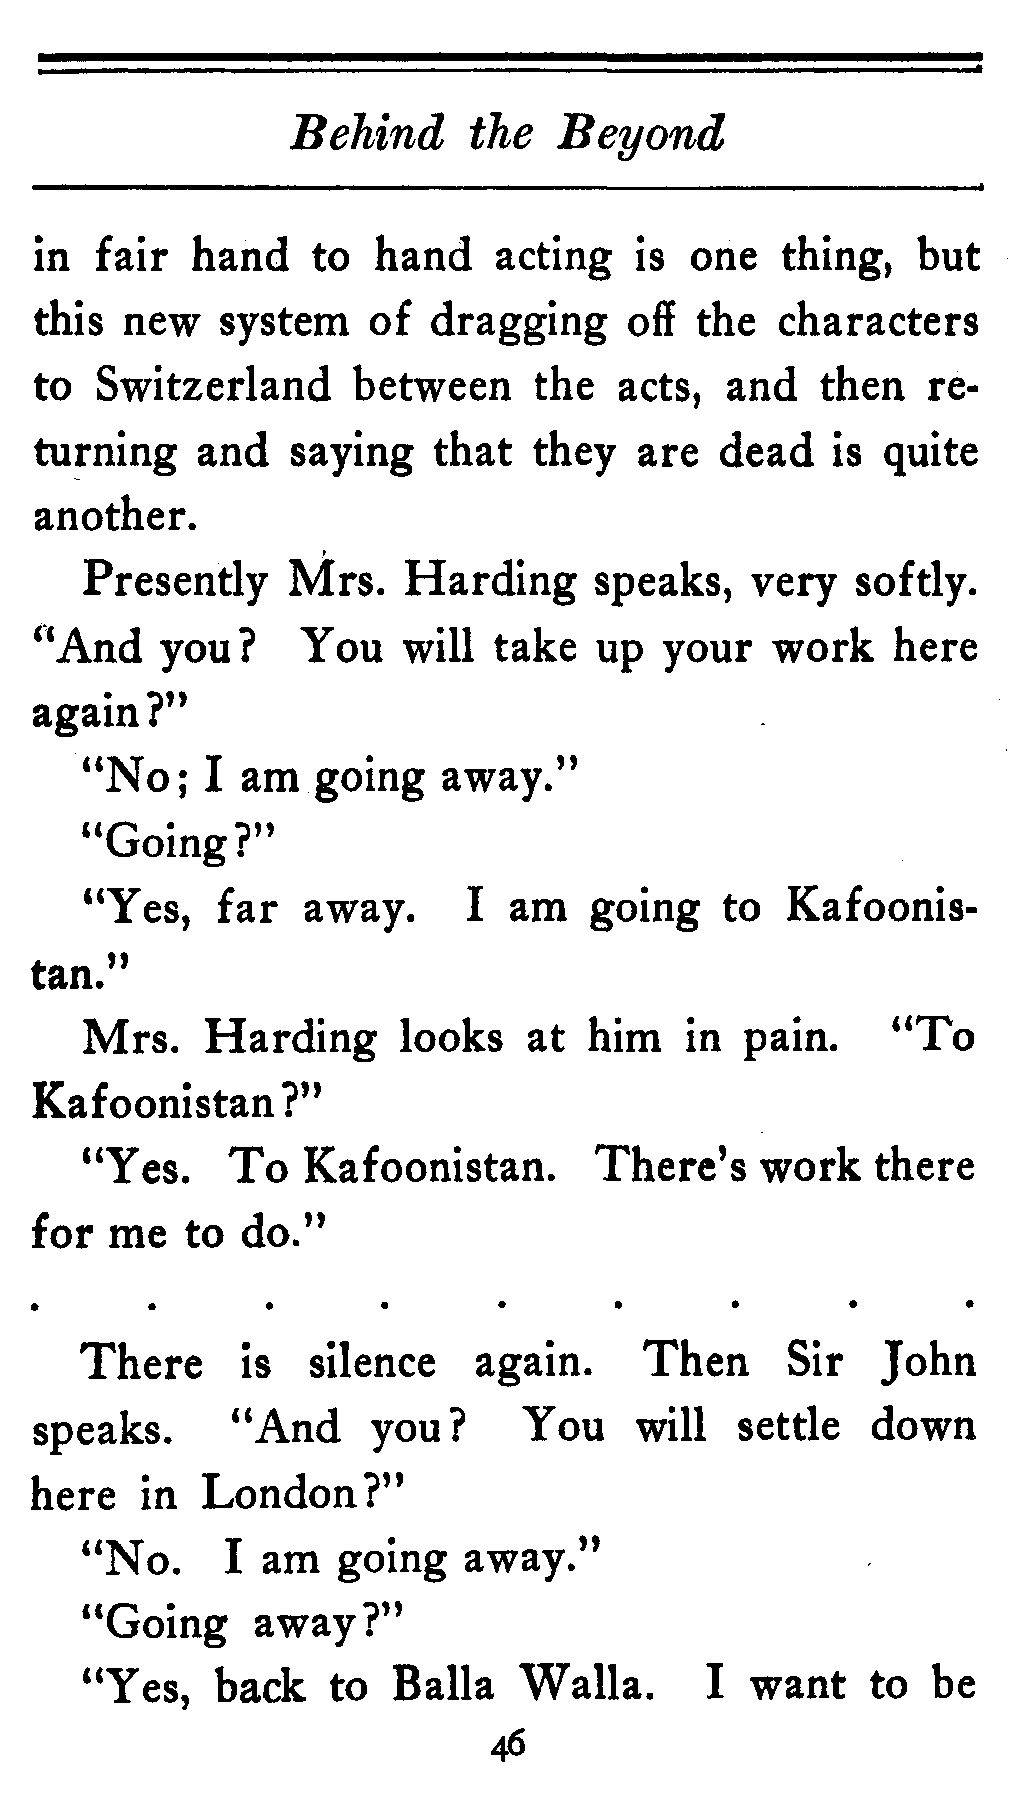 Behind the Beyond
in fair hand to hand acting is one thing, but
this new system of dragging off the characters
to Switzerland between the acts, and then re-
turning and saying that they are dead is quite
another.
Presently Mrs. Harding speaks, very softly.
"And you? You will take up your work here
again?"
"No; I am going away."
"Going?"
"Yes, far away. I am going to Kafoonis-
tan."
Mrs. Harding looks at him in pain. "To
Kafoonistan?"
"Yes. To Kafoonistan. There's work there
for me to do."
. . . . . . . . .
There is silence again. Then Sir John
speaks. "And you? You will settle down
here in London?"
"No. I am going away."
"Going away?"
"Yes, back to Balla Walla. I want to be
46